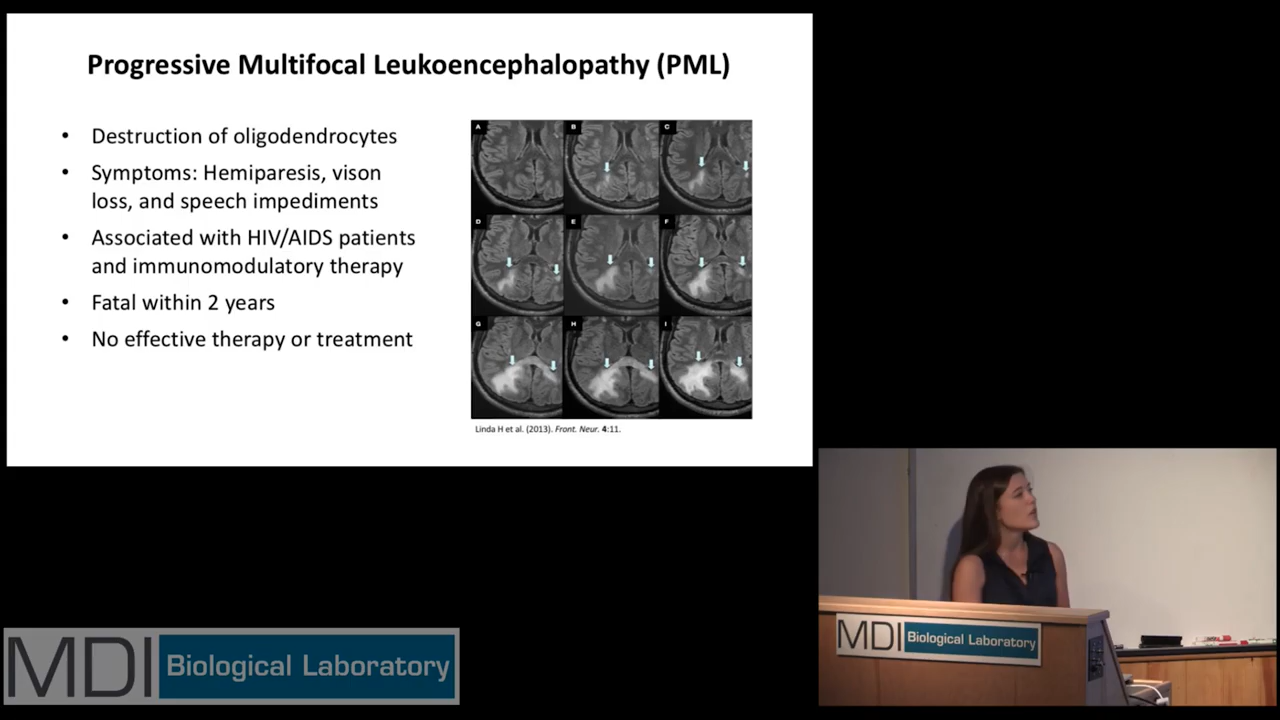 Progressive Multifocal Leukoencephalopathy (PML)
• Destruction of oligodendrocytes
• Symptoms: Hemiparesis, vison
loss, and speech impediments
• Associated with HIV/AIDS patients
and immunomodulatory therapy
• Fatal within 2 years
• No effective therapy or treatment
A B C
D E F
G H I
Linda H et al. (2013). Front. Neur. 4:11.
MDI Biological Laboratory
MDI Biological Laboratory